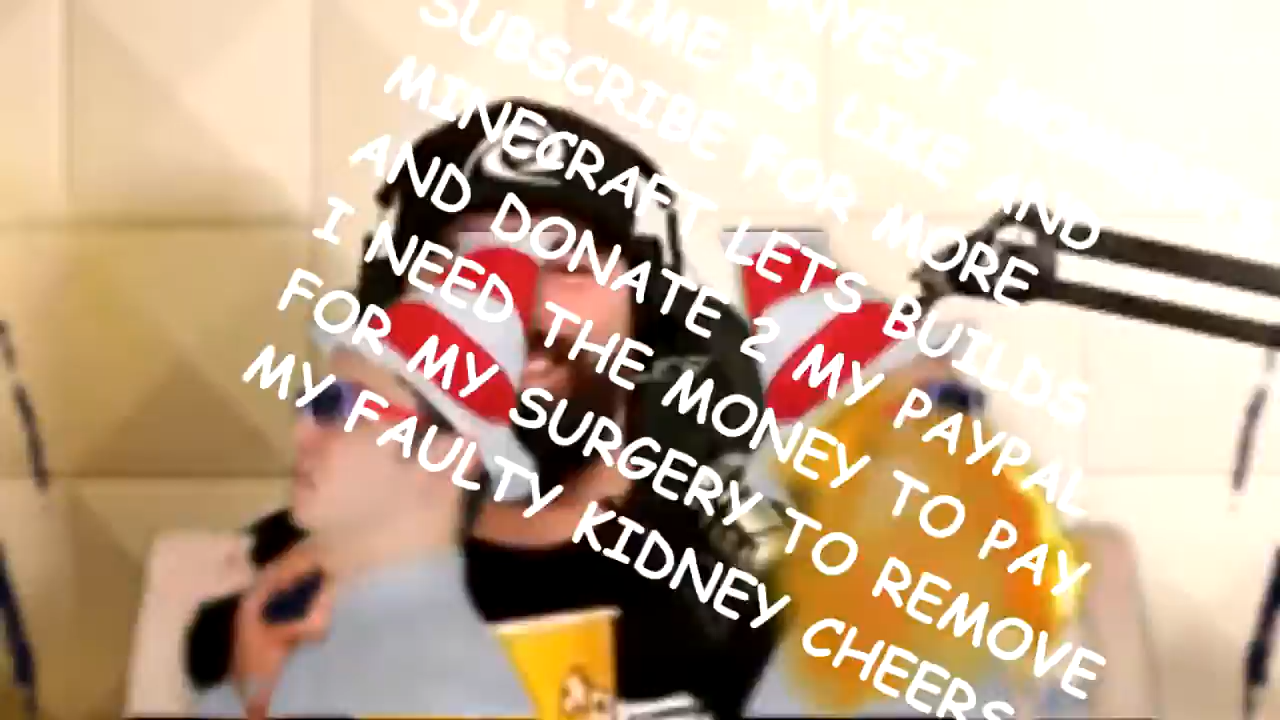 INVEST
TIME XD LIKE AND
SUBSCRIBE FOR MORE
MINECRAFT LETS BUILDS
AND DONATE 2 MY PAYPAL
I NEED THE MONEY TO PAY
FOR MY SURGERY TO REMOVE
MY FAULTY KIDNEY CHEERS